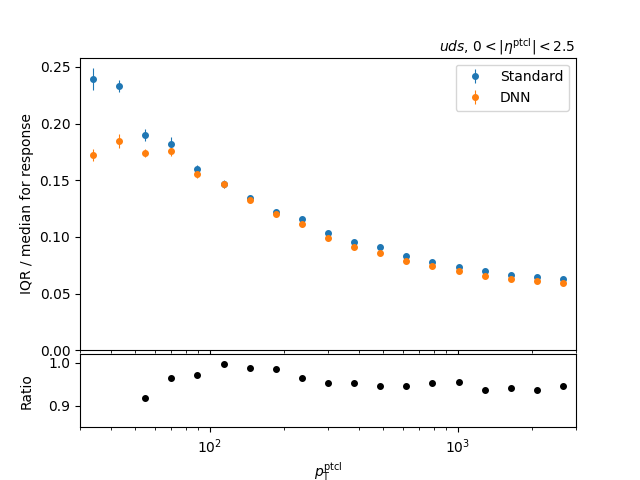 uds, 0 < |η^ptcl| < 2.5
0.25
0.20
0.15
0.10
0.05
0.00
IQR / median for response
Standard
DNN
1.0
0.9
Ratio
10^2
10^3
p_T^ptcl